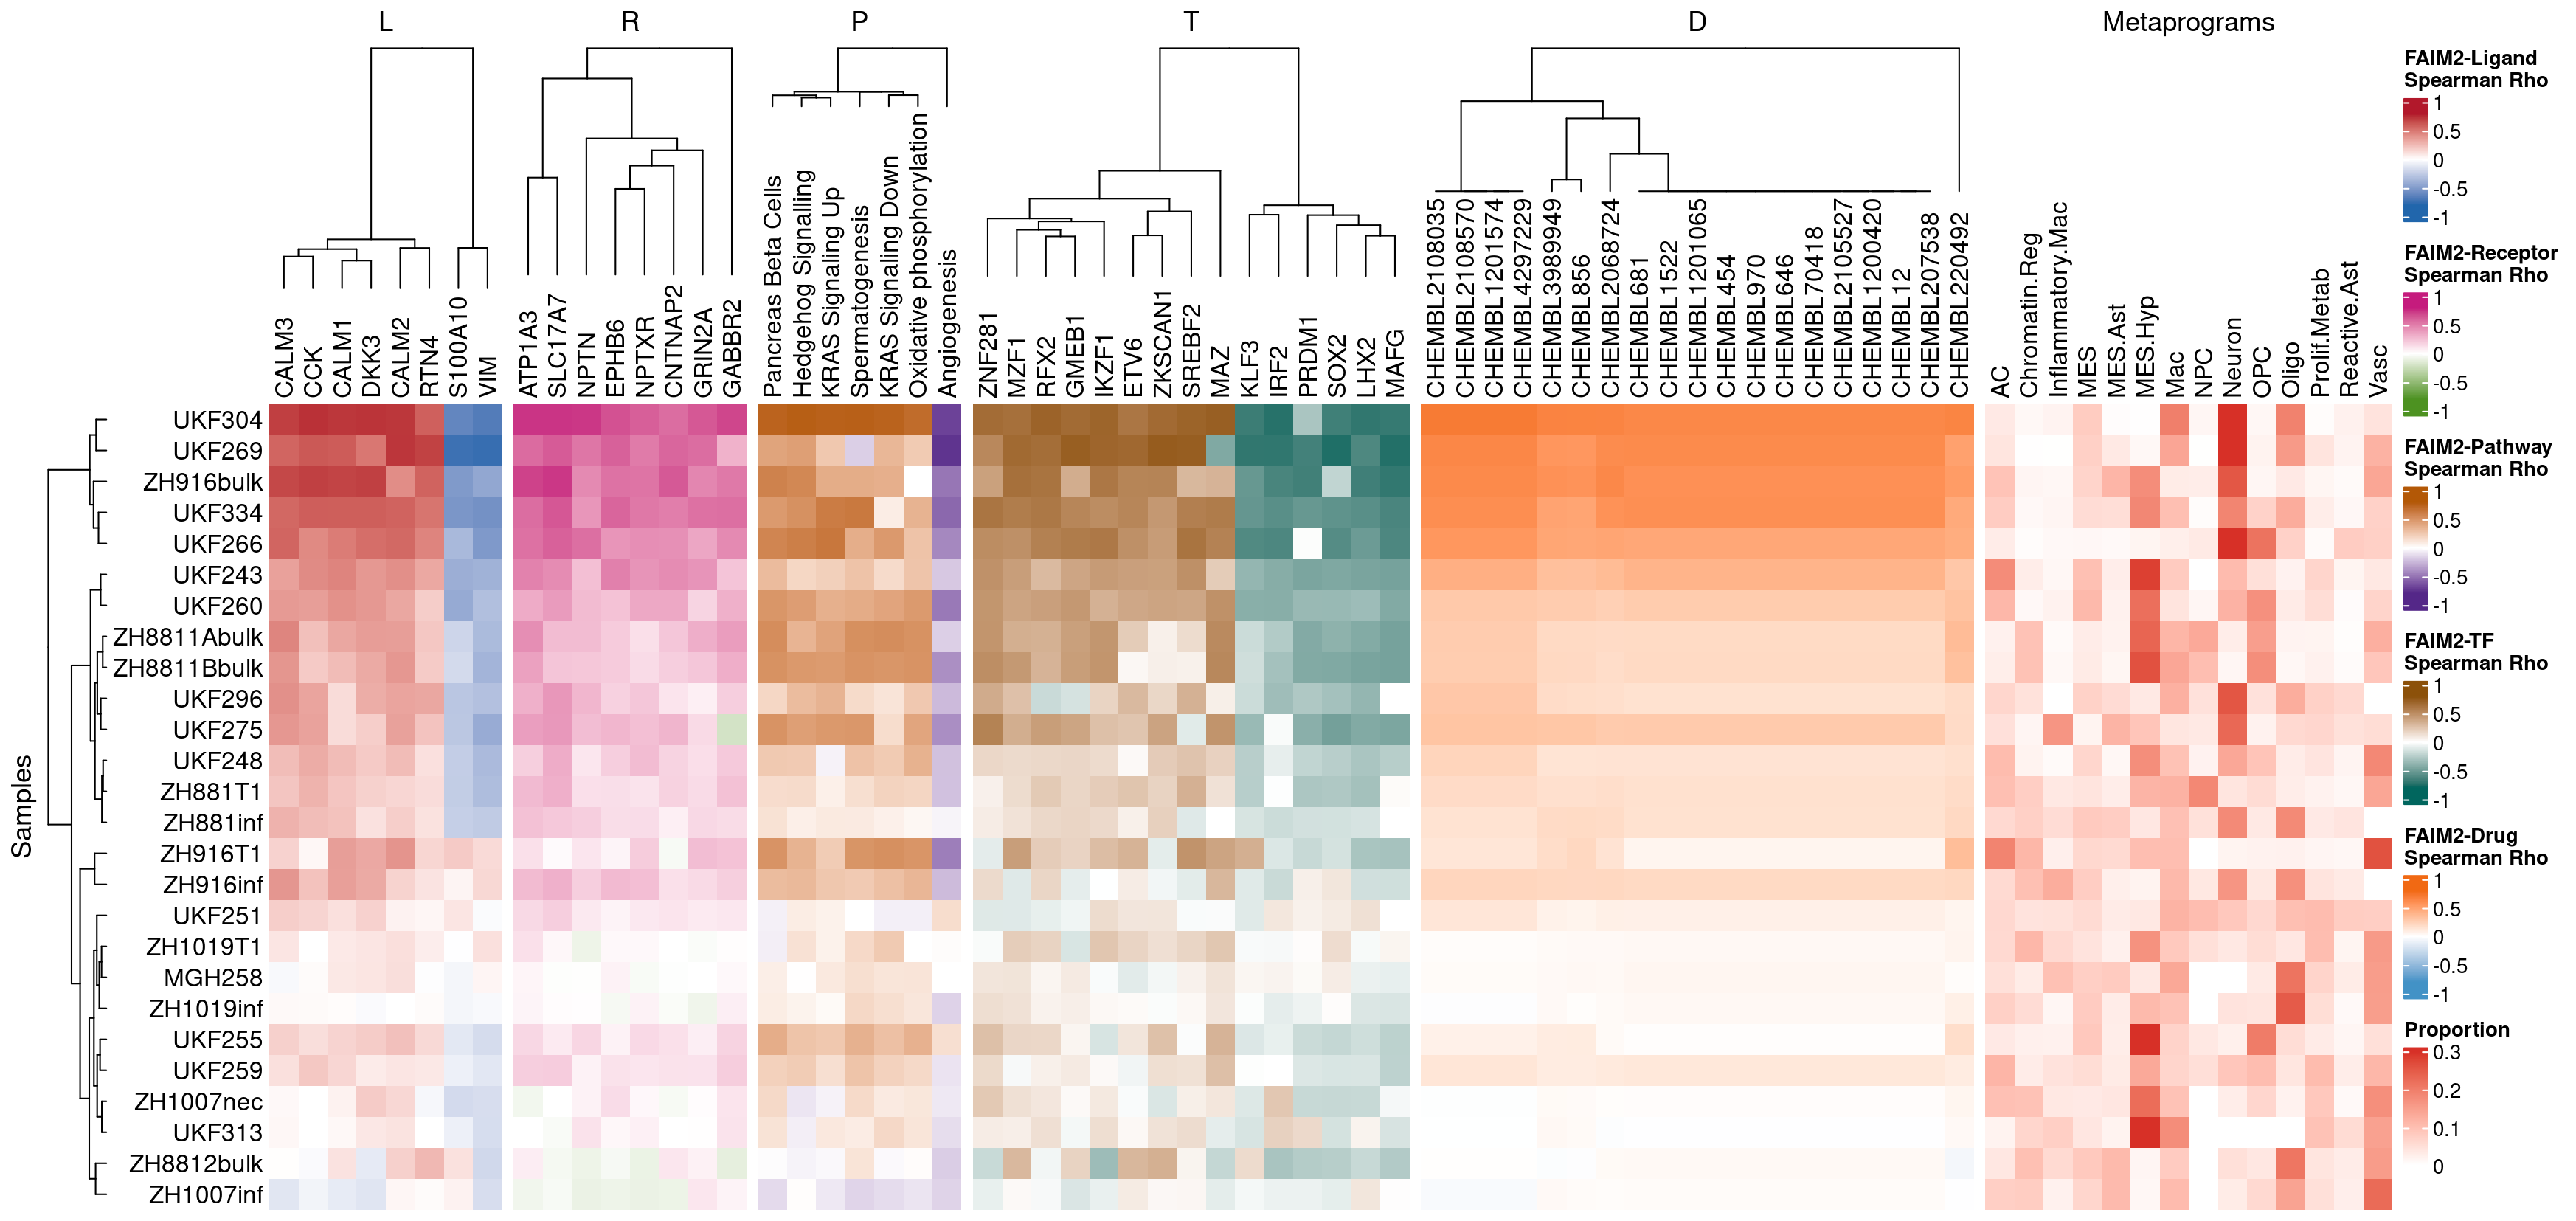 L
R
P
T
D
Metaprograms
CALM3
CCK
CALM1
DKK3
CALM2
RTN4
S100A10
VIM
ATP1A3
SLC17A7
NPTN
EPHB6
NPTXR
CNTNAP2
GRIN2A
GABBR2
Pancreas Beta Cells
Hedgehog Signalling
KRAS Signaling Up
Spermatogenesis
KRAS Signaling Down
Oxidative phosphorylation
Angiogenesis
ZNF281
MZF1
RFX2
GMEB1
IKZF1
ETV6
ZKSCAN1
SREBF2
MAZ
KLF3
IRF2
PRDM1
SOX2
LHX2
MAFG
CHEMBL2108035
CHEMBL2108570
CHEMBL1201574
CHEMBL4297229
CHEMBL3989949
CHEMBL856
CHEMBL2068724
CHEMBL681
CHEMBL1522
CHEMBL1201065
CHEMBL454
CHEMBL970
CHEMBL646
CHEMBL70418
CHEMBL2105527
CHEMBL1200420
CHEMBL12
CHEMBL207538
CHEMBL220492
AC
Chromatin.Reg
Inflammatory.Mac
MES
MES.Ast
MES.Hyp
Mac
NPC
Neuron
OPC
Oligo
Prolif.Metab
Reactive.Ast
Vasc
Samples
UKF304
UKF269
ZH916bulk
UKF334
UKF266
UKF243
UKF260
ZH8811Abulk
ZH8811Bbulk
UKF296
UKF275
UKF248
ZH881T1
ZH881inf
ZH916T1
ZH916inf
UKF251
ZH1019T1
MGH258
ZH1019inf
UKF255
UKF259
ZH1007nec
UKF313
ZH8812bulk
ZH1007inf
FAIM2-Ligand
Spearman Rho
1
0.5
0
-0.5
-1
FAIM2-Receptor
Spearman Rho
1
0.5
0
-0.5
-1
FAIM2-Pathway
Spearman Rho
1
0.5
0
-0.5
-1
FAIM2-TF
Spearman Rho
1
0.5
0
-0.5
-1
FAIM2-Drug
Spearman Rho
1
0.5
0
-0.5
-1
Proportion
0.3
0.2
0.1
0